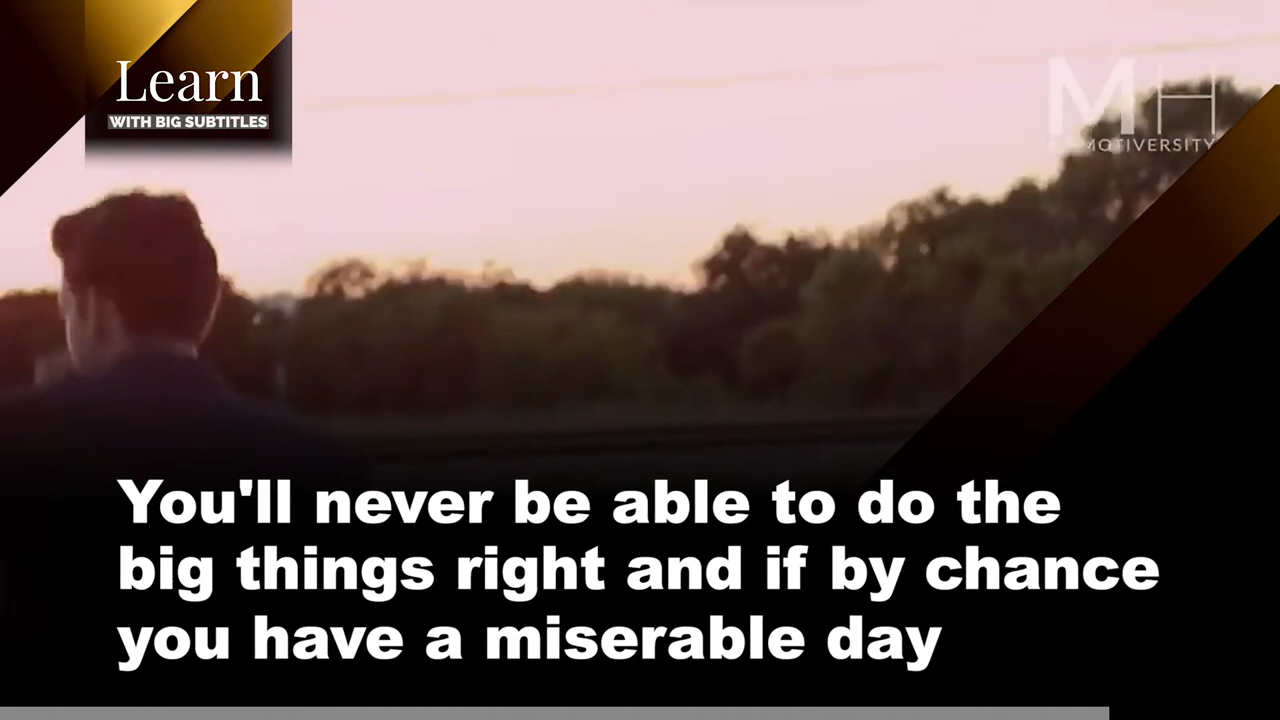 Learn
WITH BIG SUBTITLES
MH
MOTIVERSITY
You'll never be able to do the
big things right and if by chance
you have a miserable day